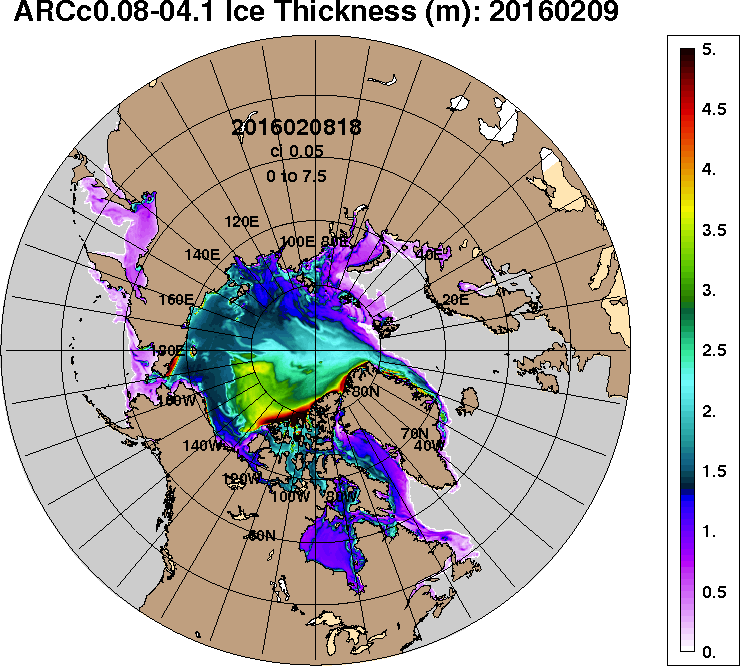 ARCc0.08-04.1 Ice Thickness (m): 20160209
2016020818
ci 0.05
0 to 7.5
120E
100E
80E
140E
40E
160E
20E
180E
160W
80N
140W
70N
40W
120W
100W
80W
60N
5.
4.5
4.
3.5
3.
2.5
2.
1.5
1.
0.5
0.